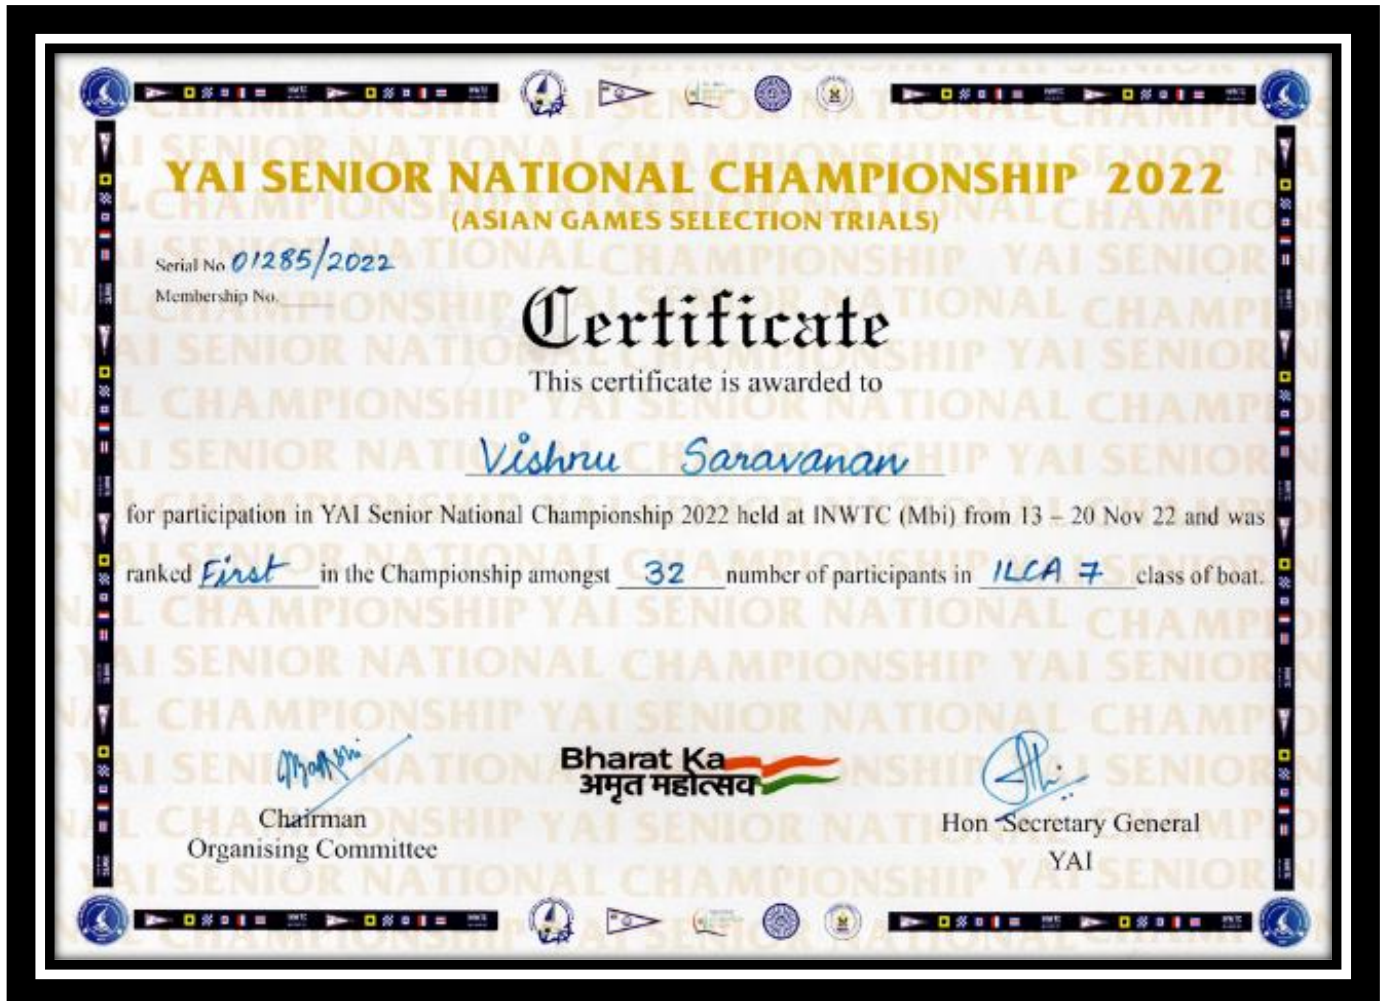 YAI SENIOR NATIONAL CHAMPIONSHIP 2022
(ASIAN GAMES SELECTION TRIALS)
Serial No 01285/2022
Membership No.
Certificate
This certificate is awarded to
Vishnu Saravanan
for participation in YAI Senior National Championship 2022 held at INWTC (Mbi) from 13 – 20 Nov 22 and was
ranked First in the Championship amongst 32 number of participants in ILCA 7 class of boat.
Bharat Ka
अमृत महोत्सव
Chairman
Organising Committee
Hon Secretary General
YAI